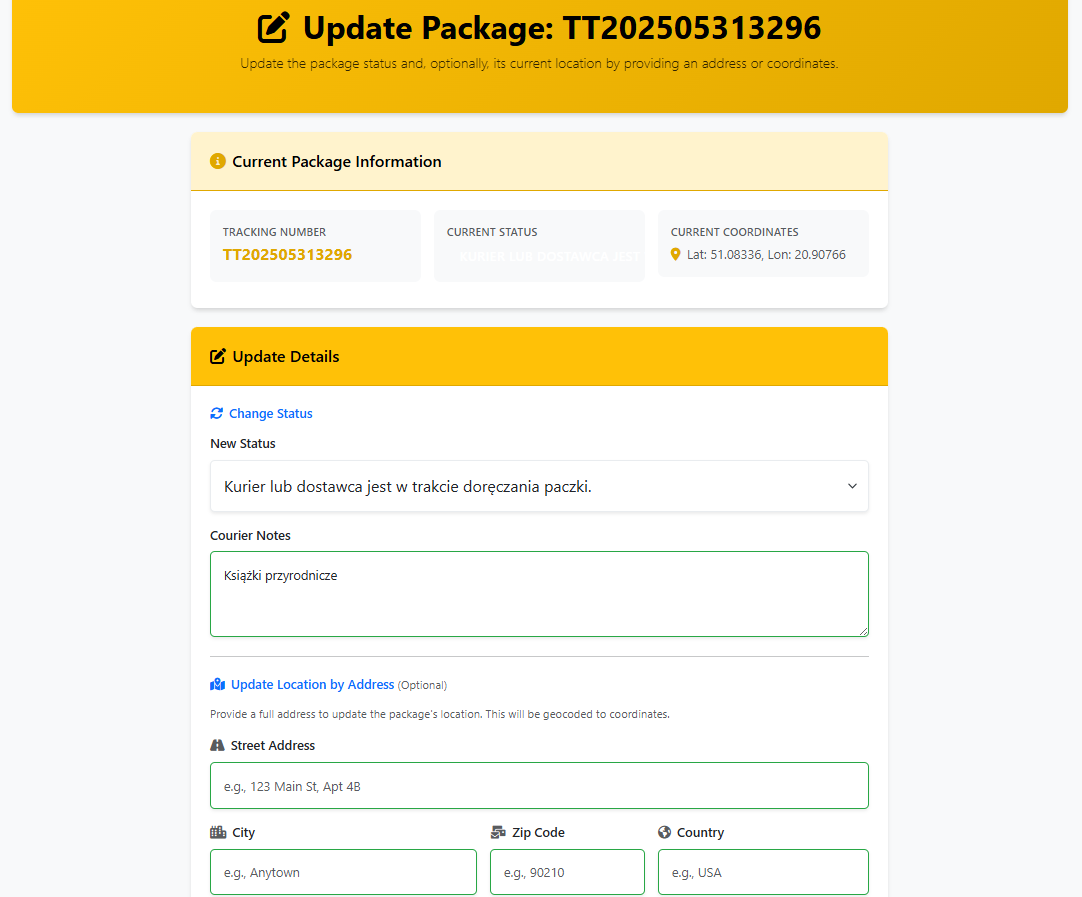 Update Package: TT202505313296
Update the package status and, optionally, its current location by providing an address or coordinates.
Current Package Information
TRACKING NUMBER
CURRENT STATUS
CURRENT COORDINATES
TT202505313296
KURIER LUB DOSTAWCA JEST
Lat: 51.08336, Lon: 20.90766
Update Details
Change Status
New Status
Kurier lub dostawca jest w trakcie doręczania paczki.
Courier Notes
Książki przyrodnicze
Update Location by Address (Optional)
Provide a full address to update the package's location. This will be geocoded to coordinates.
Street Address
e.g., 123 Main St, Apt 4B
City
Zip Code
Country
e.g., Anytown
e.g., 90210
e.g., USA